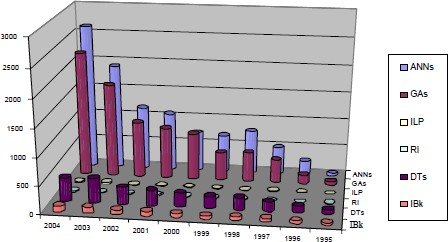 3000
2500
2000
1500
1000
500
0
2004 2003 2002 2001 2000 1999 1998 1997 1996 1995
ANNs
GAs
ILP
RI
DTs
IBk
ANNs
GAs
ILP
RI
DTs
IBk